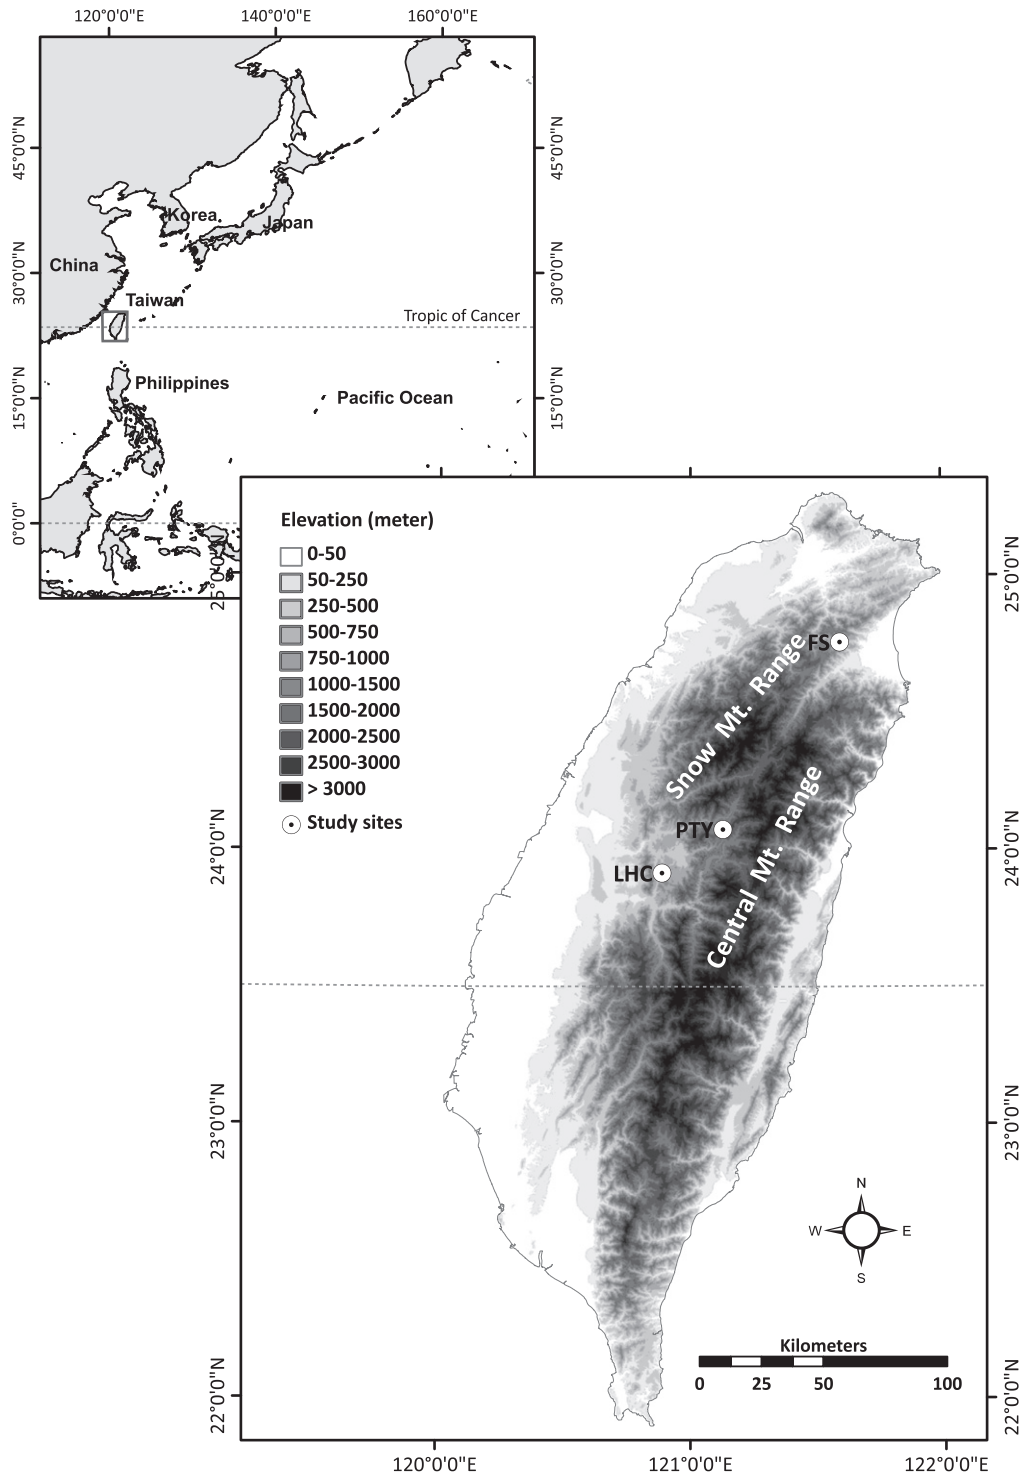 120°0'0"E
140°0'0"E
160°0'0"E
45°0'0"N
45°0'0"N
Korea
Japan
China
30°0'0"N
30°0'0"N
Taiwan
Tropic of Cancer
Philippines
15°0'0"N
15°0'0"N
Pacific Ocean
0°0'0"
Elevation (meter)
0-50
50-250
250-500
500-750
750-1000
1000-1500
1500-2000
2000-2500
2500-3000
> 3000
Study sites
25°0'0"N
25°0'0"N
FS
Snow Mt. Range
PTY
Central Mt. Range
LHC
24°0'0"N
24°0'0"N
23°0'0"N
23°0'0"N
N
W
E
S
Kilometers
0 25 50 100
22°0'0"N
22°0'0"N
120°0'0"E
121°0'0"E
122°0'0"E